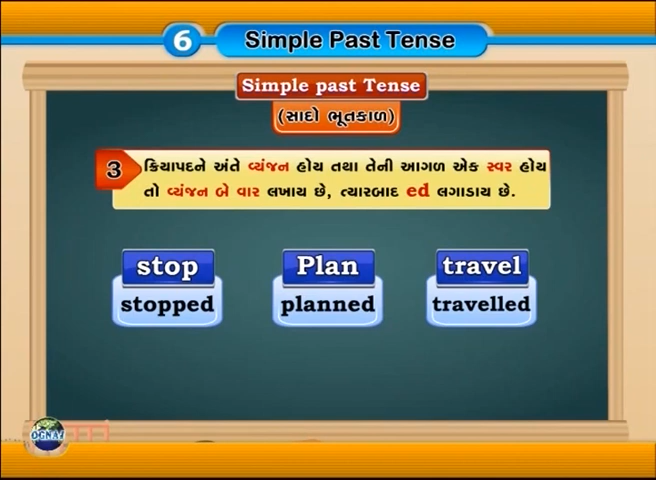 6 Simple Past Tense
Simple past Tense
(સાદો ભૂતકાળ)
3 ક્રિયાપદને અંતે વ્યંજન હોય તથા તેની આગળ એક સ્વર હોય
તો વ્યંજન બે વાર લખાય છે, ત્યારબાદ ed લગાડાય છે.
stop Plan travel
stopped planned travelled